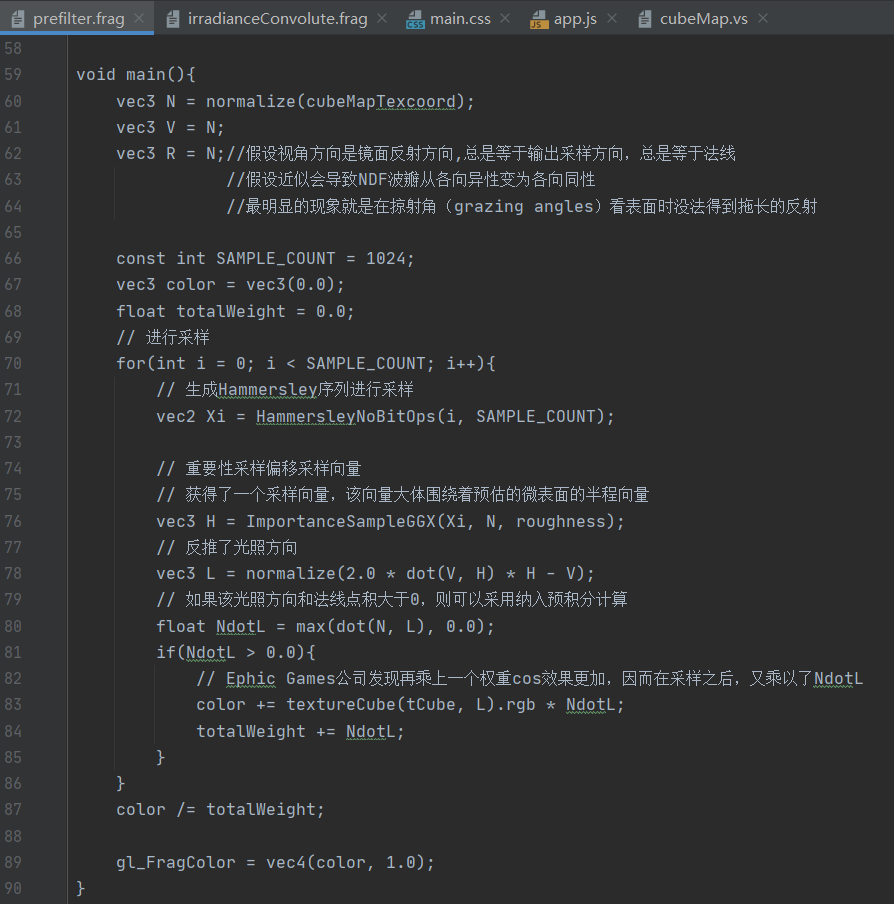 prefilter.frag × irradianceConvolute.frag × main.css × app.js × cubeMap.vs ×
58
59 void main(){
60 vec3 N = normalize(cubeMapTexcoord);
61 vec3 V = N;
62 vec3 R = N;//假设视角方向是镜面反射方向,总是等于输出采样方向，总是等于法线
63 //假设近似会导致NDF波瓣从各向异性变为各向同性
64 //最明显的现象就是在掠射角（grazing angles）看表面时没法得到拖长的反射
65
66 const int SAMPLE_COUNT = 1024;
67 vec3 color = vec3(0.0);
68 float totalWeight = 0.0;
69 // 进行采样
70 for(int i = 0; i < SAMPLE_COUNT; i++){
71 // 生成Hammersley序列进行采样
72 vec2 Xi = HammersleyNoBitOps(i, SAMPLE_COUNT);
73
74 // 重要性采样偏移采样向量
75 // 获得了一个采样向量，该向量大体围绕着预估的微表面的半程向量
76 vec3 H = ImportanceSampleGGX(Xi, N, roughness);
77 // 反推了光照方向
78 vec3 L = normalize(2.0 * dot(V, H) * H - V);
79 // 如果该光照方向和法线点积大于0，则可以采用纳入预积分计算
80 float NdotL = max(dot(N, L), 0.0);
81 if(NdotL > 0.0){
82 // Ephic Games公司发现再乘上一个权重cos效果更加，因而在采样之后，又乘以了NdotL
83 color += textureCube(tCube, L).rgb * NdotL;
84 totalWeight += NdotL;
85 }
86 }
87 color /= totalWeight;
88
89 gl_FragColor = vec4(color, 1.0);
90 }